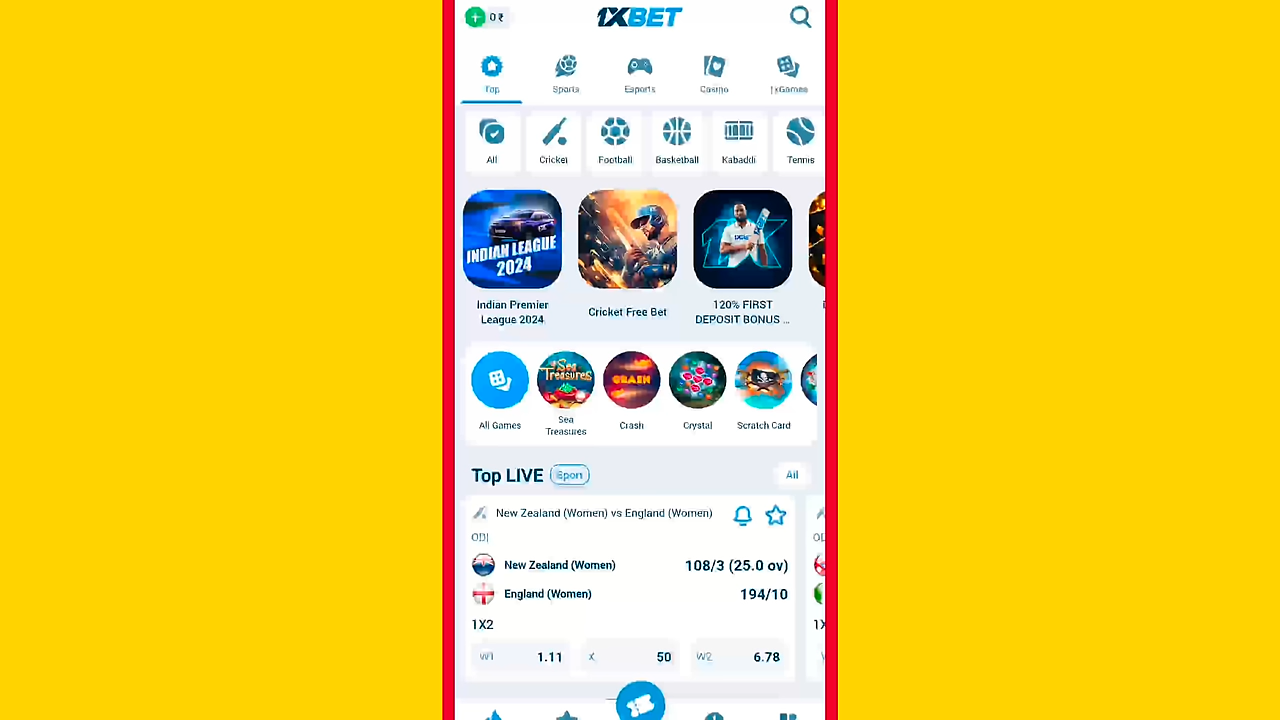 0 ₹
1XBET
Top
Sports
Esports
Casino
1xGames
All
Cricket
Football
Basketball
Kabaddi
Tennis
INDIAN LEAGUE
2024
Indian Premier
League 2024
Cricket Free Bet
120% FIRST
DEPOSIT BONUS ...
Sea
Treasures
CRASH
All Games
Sea
Treasures
Crash
Crystal
Scratch Card
Top LIVE
Sport
All
New Zealand (Women) vs England (Women)
ODI
New Zealand (Women)
108/3 (25.0 ov)
England (Women)
194/10
1X2
W1
1.11
X
50
W2
6.78